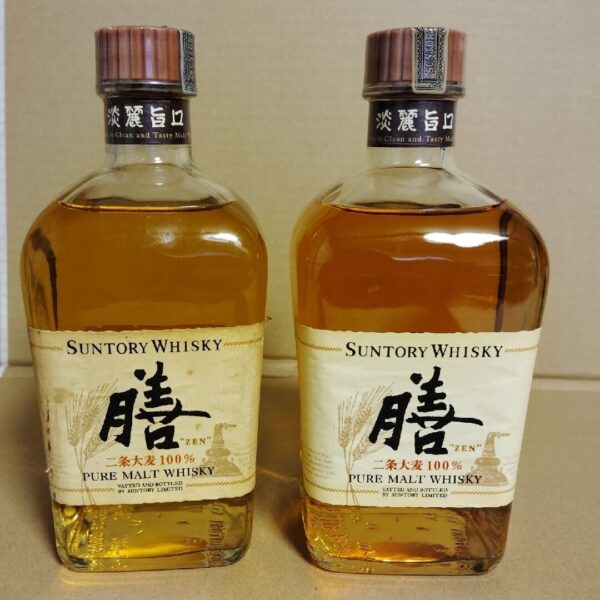 淡麗旨口
Clean and Tasty Malt
SUNTORY WHISKY
膳
"ZEN"
二条大麦100%
PURE MALT WHISKY
VATTED AND BOTTLED
BY SUNTORY LIMITED
淡麗旨口
Clean and Tasty Malt
SUNTORY WHISKY
膳
"ZEN"
二条大麦100%
PURE MALT WHISKY
VATTED AND BOTTLED
BY SUNTORY LIMITED